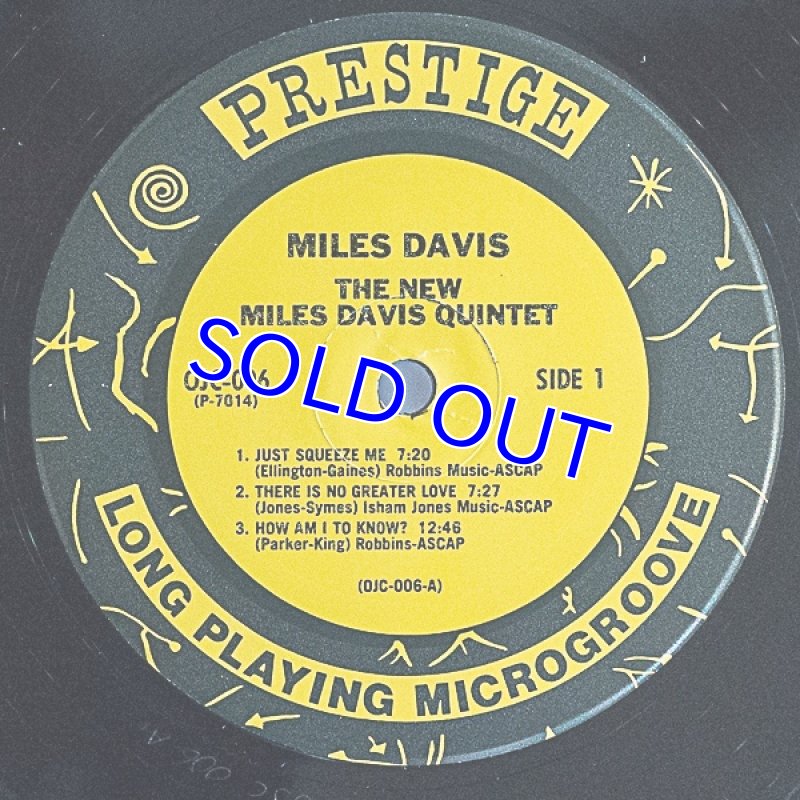 PRESTIGE
MILES DAVIS
THE NEW
MILES DAVIS QUINTET
SOLD OUT
OJC-006
(P-7014)
SIDE 1
1. JUST SQUEEZE ME 7:20
(Ellington-Gaines) Robbins Music-ASCAP
2. THERE IS NO GREATER LOVE 7:27
(Jones-Symes) Isham Jones Music-ASCAP
3. HOW AM I TO KNOW? 12:46
(Parker-King) Robbins-ASCAP
(OJC-006-A)
LONG PLAYING MICROGROOVE